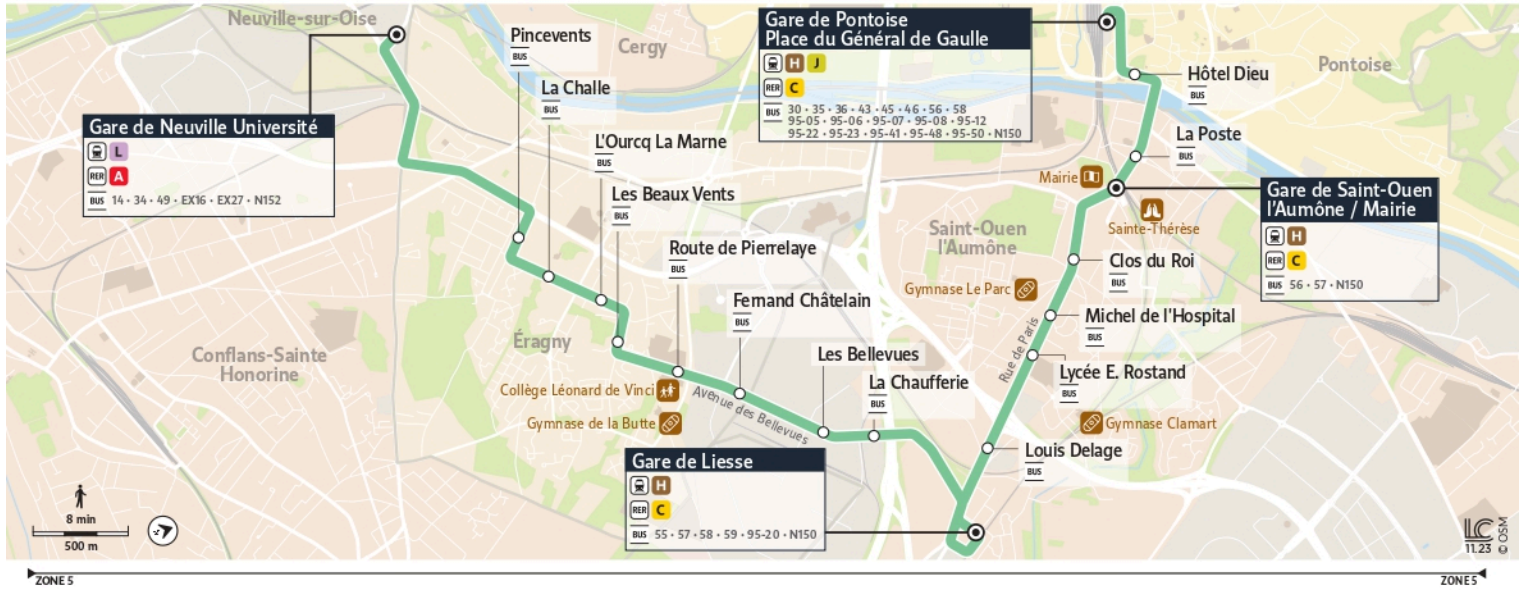 Neuville-sur-Oise
Gare de Neuville Université
L
RER A
BUS 14 • 34 • 49 • EX16 • EX27 • N152
Pincevents
BUS
Cergy
La Challe
BUS
L'Ourcq La Marne
BUS
Les Beaux Vents
BUS
Route de Pierrelaye
BUS
Fernand Châtelain
BUS
Les Bellevues
BUS
La Chaufferie
BUS
Gare de Pontoise
Place du Général de Gaulle
H J
RER C
BUS 30 • 35 • 36 • 43 • 45 • 46 • 56 • 58
95-05 • 95-06 • 95-07 • 95-08 • 95-12
95-22 • 95-23 • 95-41 • 95-48 • 95-50 • N150
Pontoise
Hôtel Dieu
BUS
La Poste
BUS
Mairie
Gare de Saint-Ouen
l'Aumône / Mairie
H
RER C
BUS 56 • 57 • N150
Sainte-Thérèse
Saint-Ouen
l'Aumône
Clos du Roi
BUS
Gymnase Le Parc
Michel de l'Hospital
BUS
Rue de Paris
Lycée E. Rostand
BUS
Gymnase Clamart
Louis Delage
BUS
Conflans-Sainte
Honorine
Éragny
Collège Léonard de Vinci
Avenue des Bellevues
Gymnase de la Butte
Gare de Liesse
H
RER C
BUS 55 • 57 • 58 • 59 • 95-20 • N150
8 min
500 m
LC
11.23
© OSM
ZONE 5
ZONE 5